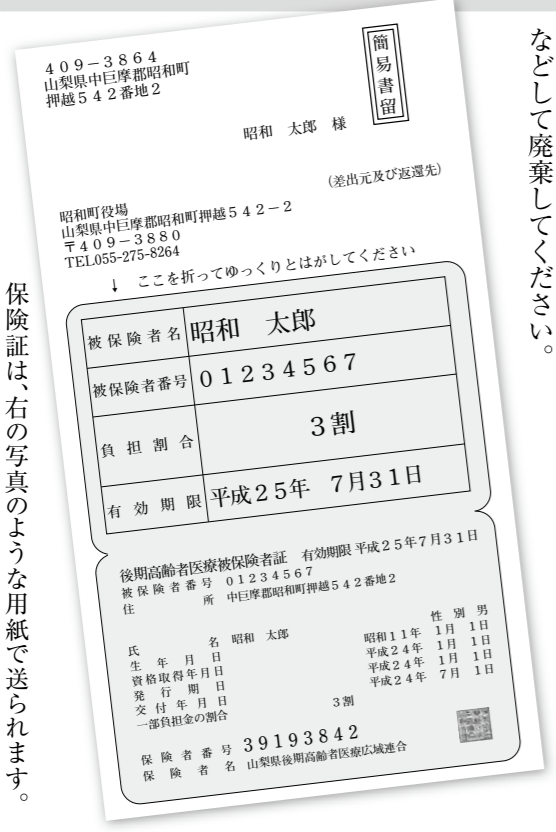 などして廃棄してください。
409－3864
山梨県中巨摩郡昭和町
押越542番地2
簡易書留
昭和　太郎　様
(差出元及び返還先)
昭和町役場
山梨県中巨摩郡昭和町押越542－2
〒409－3880
TEL055-275-8264
↓　ここを折ってゆっくりとはがしてください
被保険者名 昭和　太郎
被保険者番号 01234567
負担割合 3割
有効期限 平成25年　7月31日
後期高齢者医療被保険者証　有効期限 平成25年7月31日
被保険者番号 01234567
住所 中巨摩郡昭和町押越542番地2
性別 男
氏名 昭和　太郎
生年月日 昭和11年　1月　1日
資格取得年月日 平成24年　1月　1日
発行期日 平成24年　1月　1日
交付年月日 平成24年　7月　1日
一部負担金の割合 3割
保険者番号 39193842
保険者名 山梨県後期高齢者医療広域連合
保険証は、右の写真のような用紙で送られます。